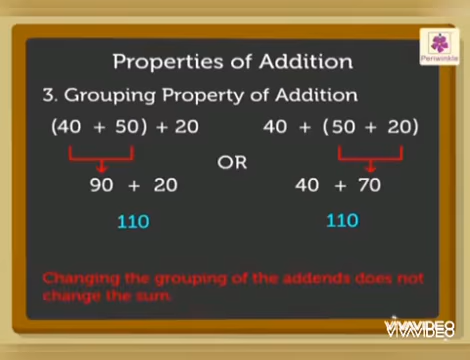 Periwinkle
Properties of Addition
3. Grouping Property of Addition
(40 + 50) + 20 40 + (50 + 20)
OR
90 + 20 40 + 70
110 110
Changing the grouping of the addends does not
change the sum.
VIVAVIDEO
VIVAVIDEO